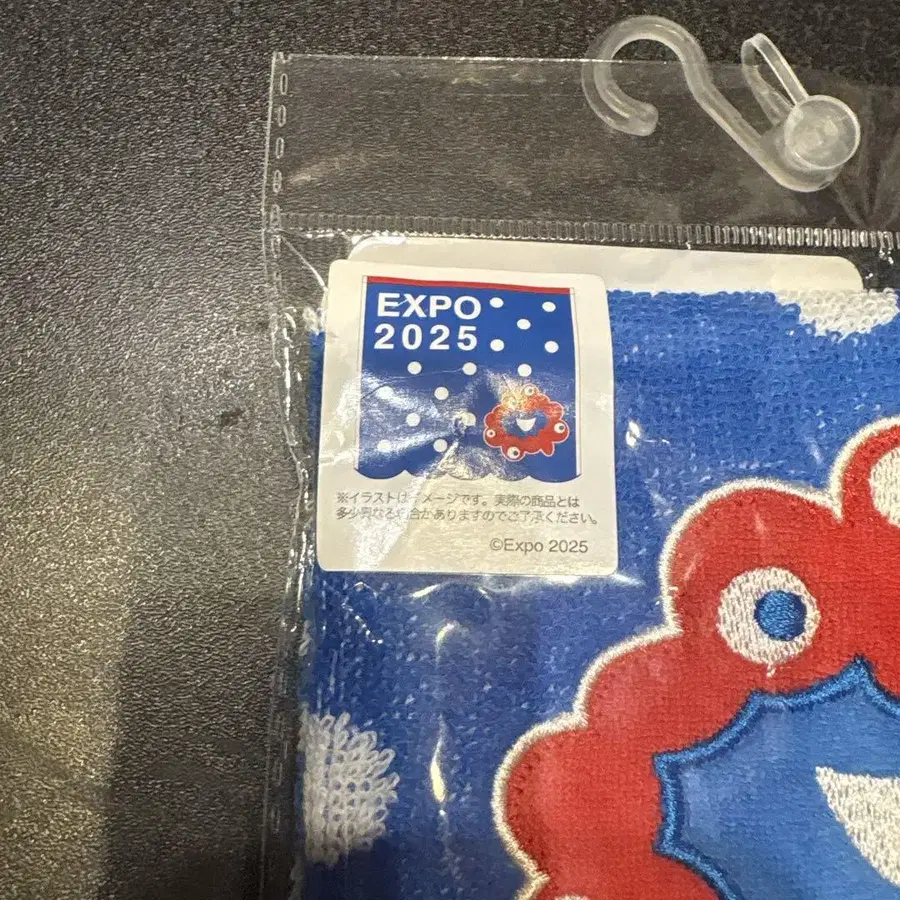 EXPO
2025
※イラストはイメージです。実際の商品とは
多少異なる場合がありますのでご了承ください。
©Expo 2025